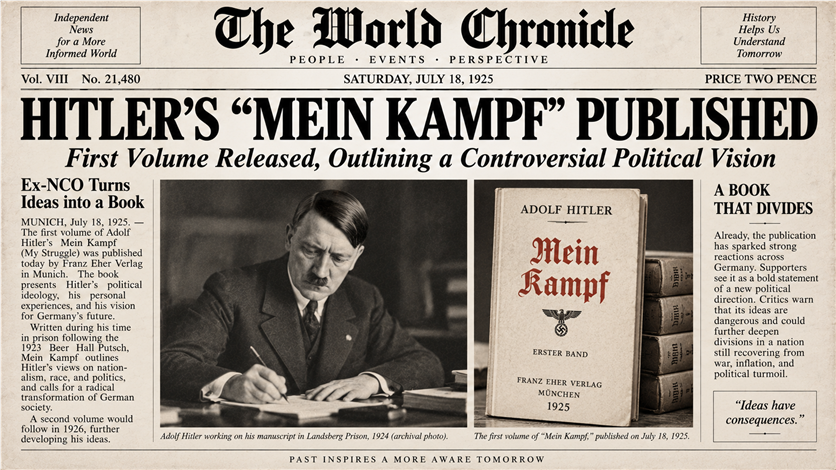 Independent
News
for a More
Informed World
The World Chronicle
PEOPLE · EVENTS · PERSPECTIVE
History
Helps Us
Understand
Tomorrow
Vol. VIII No. 21,480
SATURDAY, JULY 18, 1925
PRICE TWO PENCE
HITLER'S “MEIN KAMPF” PUBLISHED
First Volume Released, Outlining a Controversial Political Vision
Ex-NCO Turns
Ideas into a Book
MUNICH, July 18, 1925. —
The first volume of Adolf
Hitler's Mein Kampf
(My Struggle) was published
today by Franz Eher Verlag
in Munich. The book
presents Hitler's political
ideology, his personal
experiences, and his vision
for Germany's future.
Written during his time
in prison following the
1923 Beer Hall Putsch,
Mein Kampf outlines
Hitler's views on nation-
alism, race, and politics,
and calls for a radical
transformation of German
society.
A second volume would
follow in 1926, further
developing his ideas.
Adolf Hitler working on his manuscript in Landsberg Prison, 1924 (archival photo).
ADOLF HITLER
Mein
Kampf
ERSTER BAND
FRANZ EHER VERLAG
MÜNCHEN
1925
The first volume of “Mein Kampf,” published on July 18, 1925.
A BOOK
THAT DIVIDES
Already, the publication
has sparked strong
reactions across
Germany. Supporters
see it as a bold statement
of a new political
direction. Critics warn
that its ideas are
dangerous and could
further deepen
divisions in a nation
still recovering from
war, inflation, and
political turmoil.
“Ideas have
consequences.”
PAST INSPIRES A MORE AWARE TOMORROW